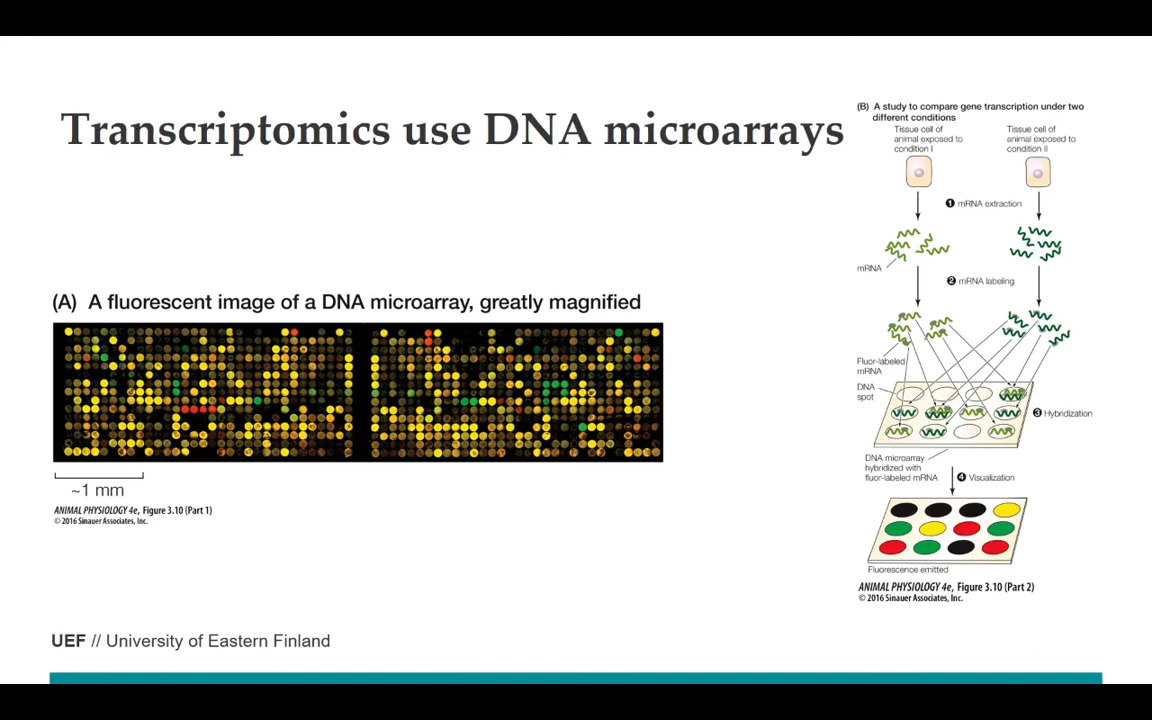 Transcriptomics use DNA microarrays
(A) A fluorescent image of a DNA microarray, greatly magnified
~1 mm
ANIMAL PHYSIOLOGY 4e, Figure 3.10 (Part 1)
© 2016 Sinauer Associates, Inc.
(B) A study to compare gene transcription under two
different conditions
Tissue cell of
animal exposed to
condition I
Tissue cell of
animal exposed to
condition II
1 mRNA extraction
mRNA
2 mRNA labeling
Fluor-labeled
mRNA
DNA
spot
3 Hybridization
DNA microarray
hybridized with
fluor-labeled mRNA
4 Visualization
Fluorescence emitted
ANIMAL PHYSIOLOGY 4e, Figure 3.10 (Part 2)
© 2016 Sinauer Associates, Inc.
UEF // University of Eastern Finland